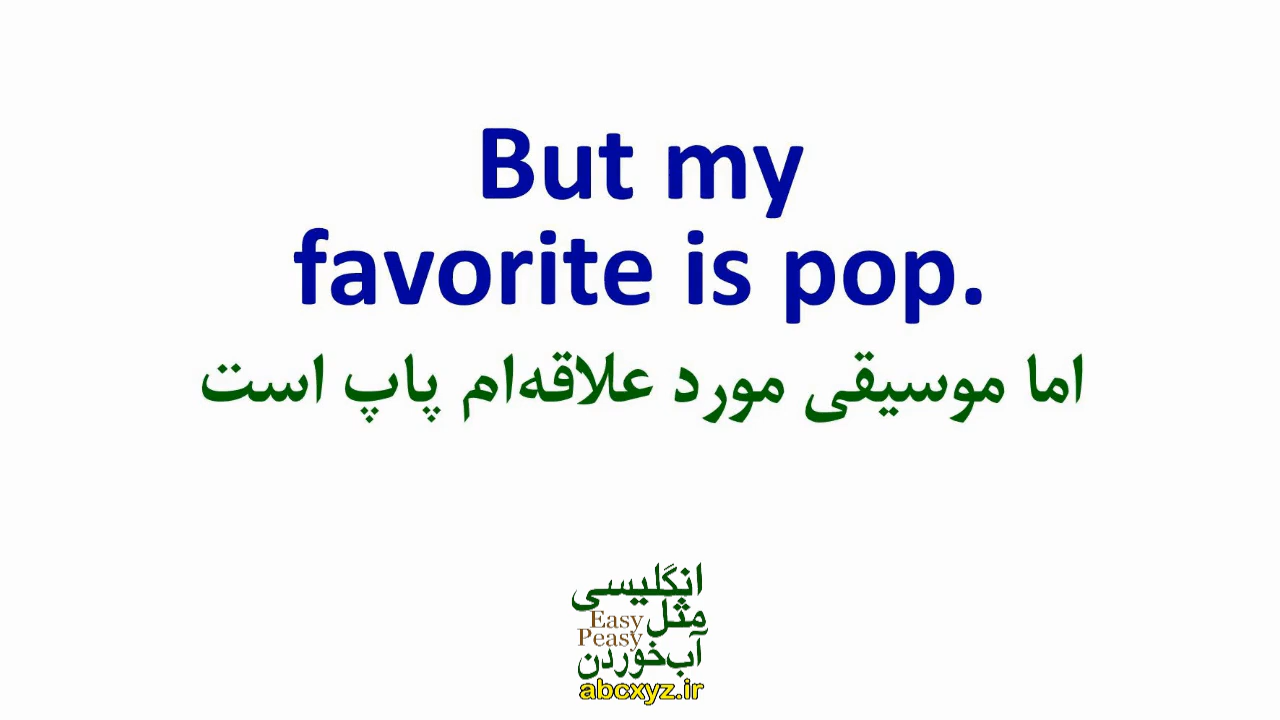 But my
favorite is pop.
اما موسیقی مورد علاقه‌ام پاپ است
انگلیسی
مثل
Easy
Peasy
آب‌خوردن
abcxyz.ir